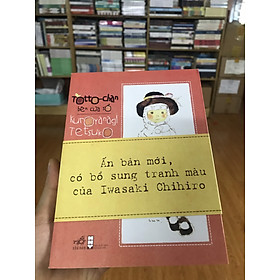 Totto-chan
bên cửa sổ
Kuroyanagi
Tetsuko
Ấn bản mới,
có bổ sung tranh màu
của Iwasaki Chihiro